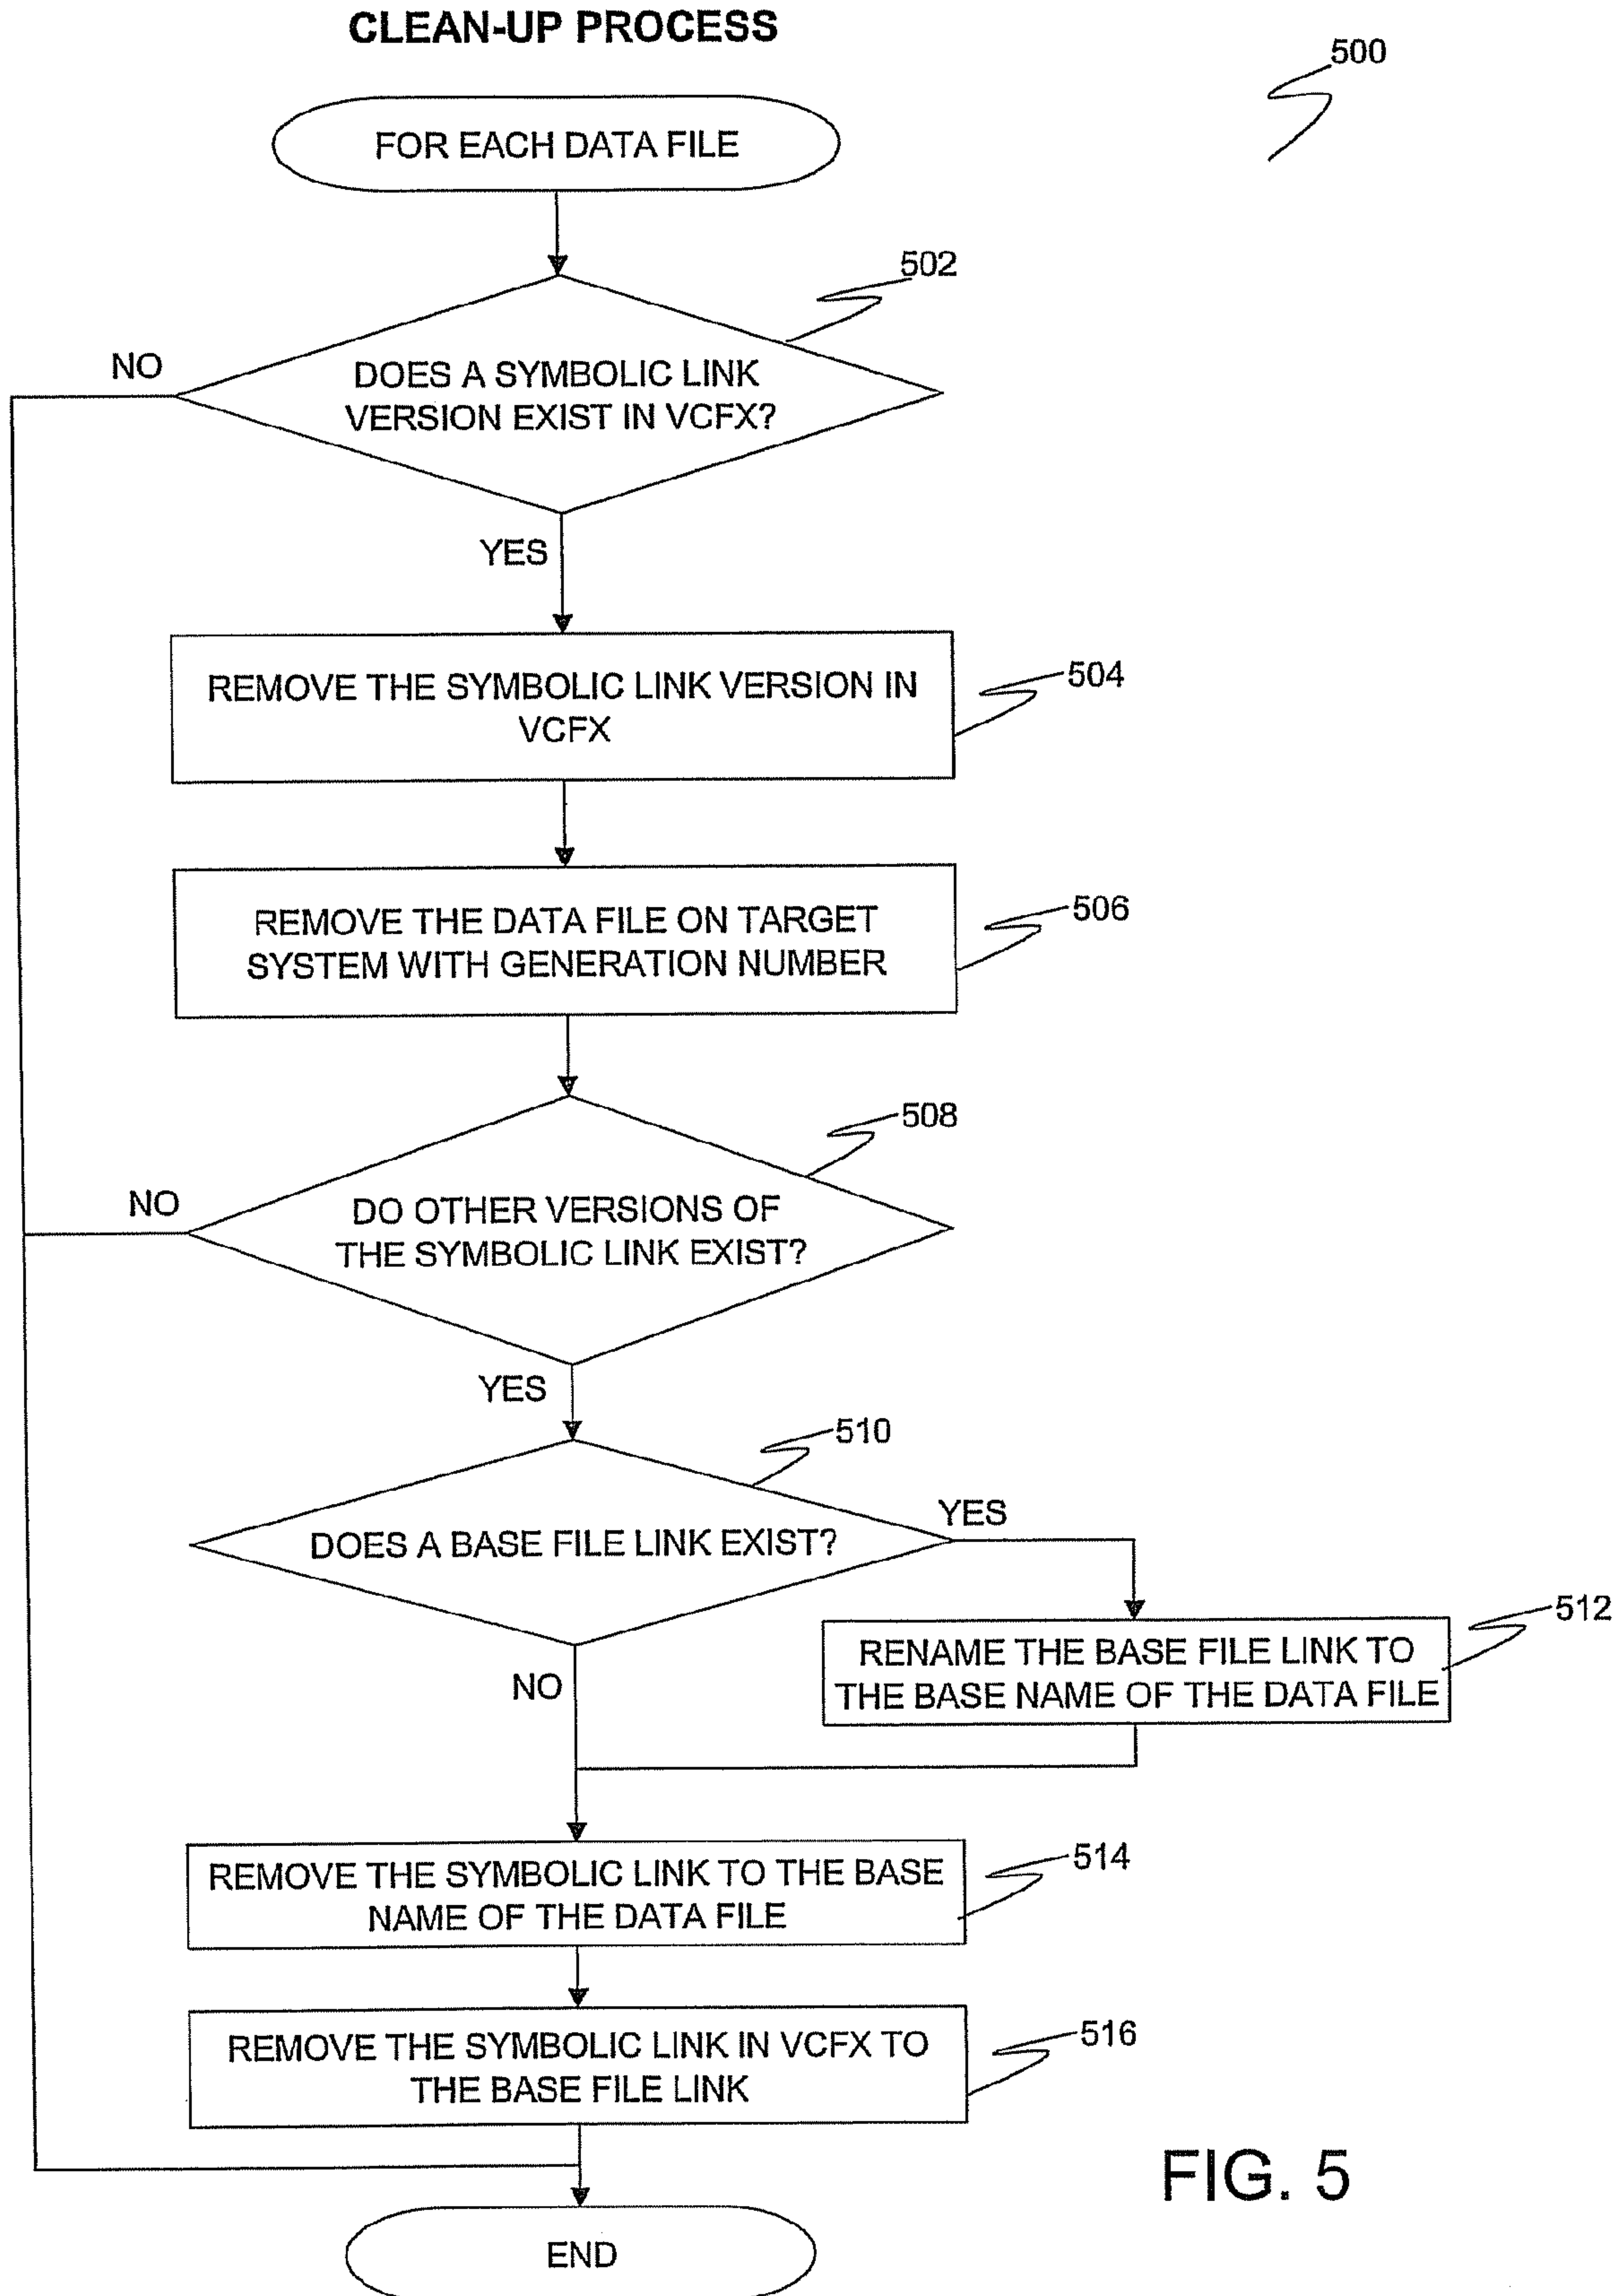 CLEAN-UP PROCESS
500
FOR EACH DATA FILE
502
NO
DOES A SYMBOLIC LINK
VERSION EXIST IN VCFX?
YES
504
REMOVE THE SYMBOLIC LINK VERSION IN
VCFX
506
REMOVE THE DATA FILE ON TARGET
SYSTEM WITH GENERATION NUMBER
508
NO
DO OTHER VERSIONS OF
THE SYMBOLIC LINK EXIST?
YES
510
YES
DOES A BASE FILE LINK EXIST?
512
RENAME THE BASE FILE LINK TO
THE BASE NAME OF THE DATA FILE
NO
514
REMOVE THE SYMBOLIC LINK TO THE BASE
NAME OF THE DATA FILE
516
REMOVE THE SYMBOLIC LINK IN VCFX TO
THE BASE FILE LINK
FIG. 5
END